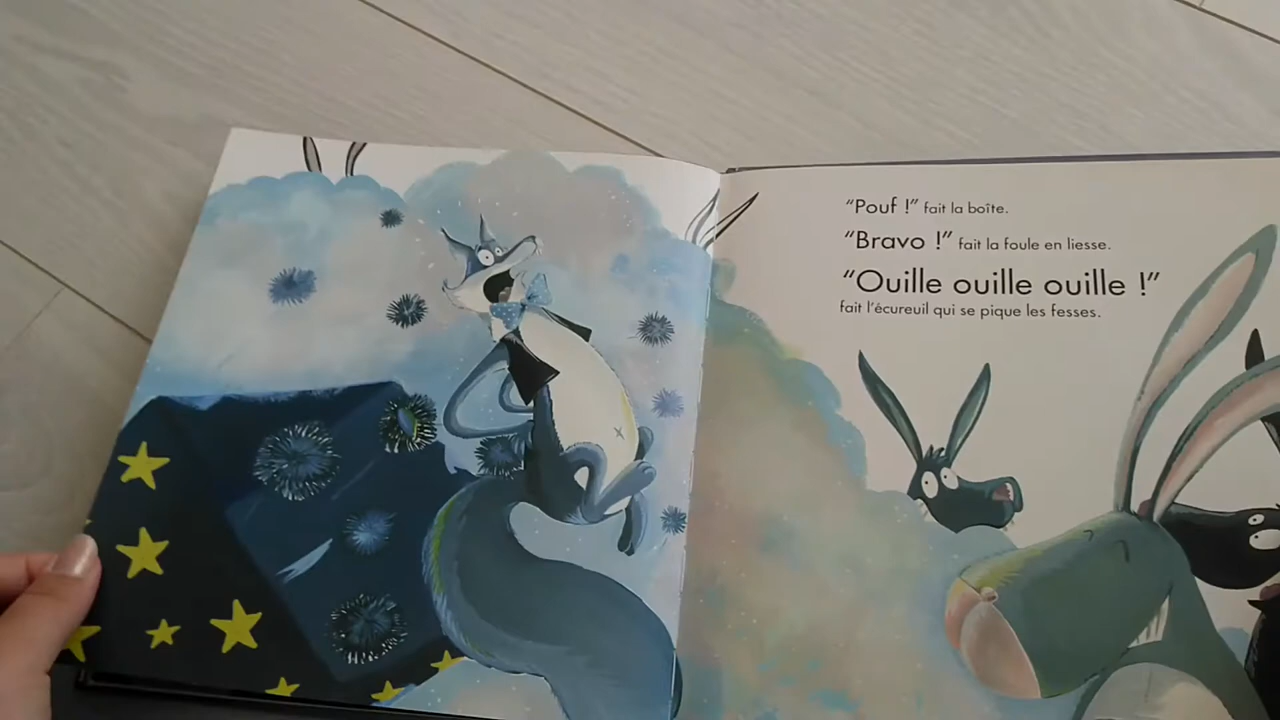 “Pouf !” fait la boîte.
“Bravo !” fait la foule en liesse.
“Ouille ouille ouille !”
fait l'écureuil qui se pique les fesses.